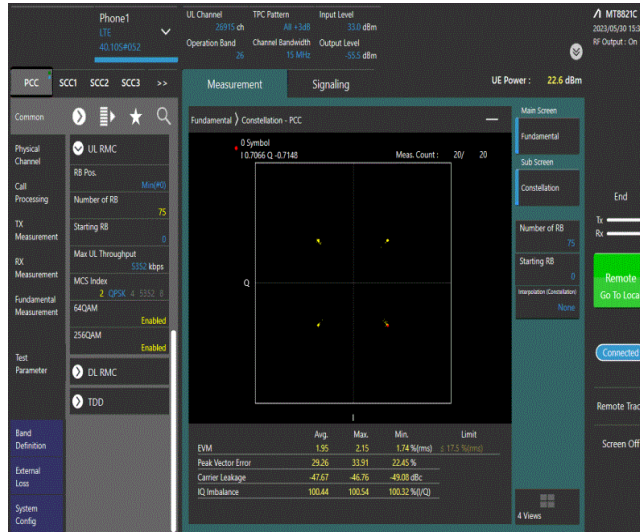 Phone1
LTE
40.10S#052
UL Channel 26915 ch
TPC Pattern All +3dB
Input Level 33.0 dBm
Operation Band 26
Channel Bandwidth 15 MHz
Output Level -55.5 dBm
MT8821C
2023/05/30 15:3
RF Output : On
PCC SCC1 SCC2 SCC3 >>
Measurement Signaling
UE Power : 22.6 dBm
Common
Physical Channel
Call Processing
TX Measurement
RX Measurement
Fundamental Measurement
Test Parameter
Band Definition
External Loss
System Config
UL RMC
RB Pos.
Min(#0)
Number of RB
75
Starting RB
0
Max UL Throughput
5352 kbps
MCS Index
2 QPSK 4 5352 8
64QAM
Enabled
256QAM
Enabled
DL RMC
TDD
Fundamental 〉 Constellation - PCC
0 Symbol
I 0.7066 Q -0.7148 Meas. Count : 20/ 20
Q
I
Avg. Max. Min. Limit
EVM 1.95 2.15 1.74 %(rms) ≤ 17.5 %(rms)
Peak Vector Error 29.26 33.91 22.45 %
Carrier Leakage -47.67 -46.76 -49.08 dBc
IQ Imbalance 100.44 100.54 100.32 %(I/Q)
Main Screen
Fundamental
Sub Screen
Constellation
Number of RB
75
Starting RB
0
Interpolation (Constellation)
None
4 Views
End
Tx
Rx
Remote
Go To Loca
Connected
Remote Trac
Screen Off